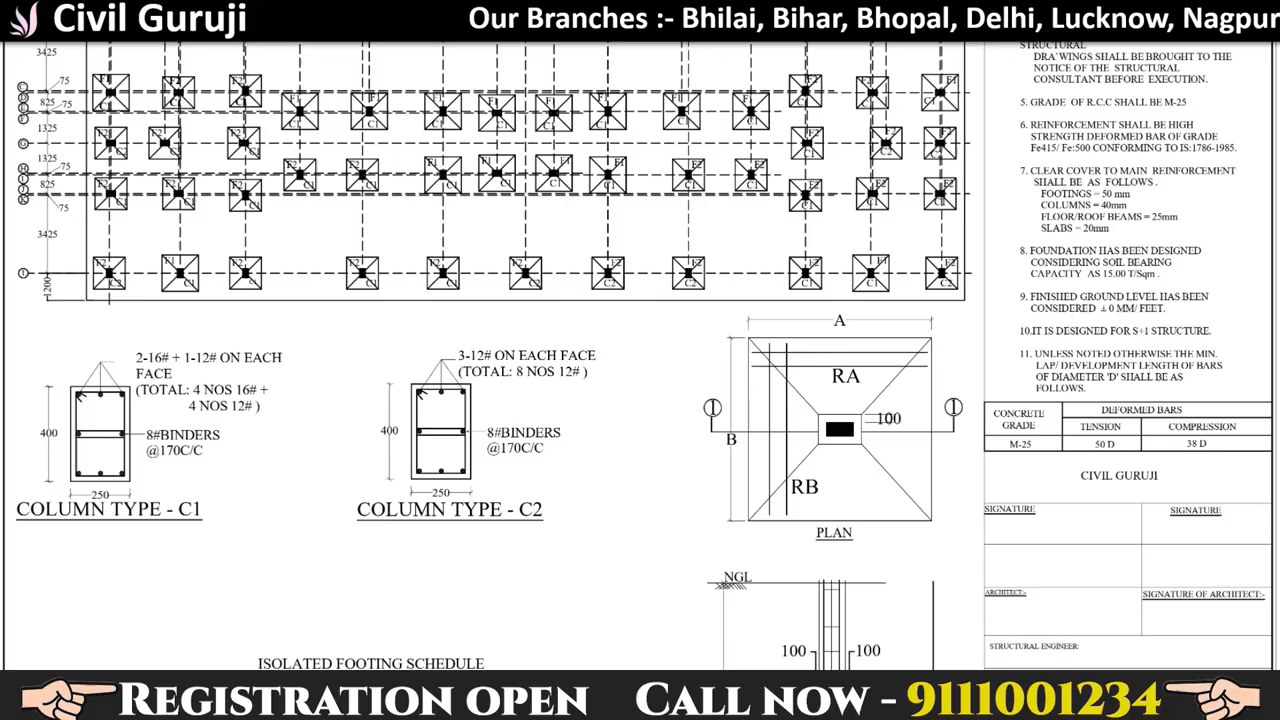 Civil Guruji
Our Branches :- Bhilai, Bihar, Bhopal, Delhi, Lucknow, Nagpur
STRUCTURAL
DRAWINGS SHALL BE BROUGHT TO THE
NOTICE OF THE STRUCTURAL
CONSULTANT BEFORE EXECUTION.
5. GRADE OF R.C.C SHALL BE M-25
6. REINFORCEMENT SHALL BE HIGH
STRENGTH DEFORMED BAR OF GRADE
Fe415/ Fe:500 CONFORMING TO IS:1786-1985.
7. CLEAR COVER TO MAIN REINFORCEMENT
SHALL BE AS FOLLOWS .
FOOTINGS = 50 mm
COLUMNS = 40mm
FLOOR/ROOF BEAMS = 25mm
SLABS = 20mm
8. FOUNDATION HAS BEEN DESIGNED
CONSIDERING SOIL BEARING
CAPACITY AS 15.00 T/Sqm .
9. FINISHED GROUND LEVEL HAS BEEN
CONSIDERED ± 0 MM/ FEET.
10.IT IS DESIGNED FOR S+1 STRUCTURE.
11. UNLESS NOTED OTHERWISE THE MIN.
LAP/ DEVELOPMENT LENGTH OF BARS
OF DIAMETER 'D' SHALL BE AS
FOLLOWS.
CONCRETE GRADE DEFORMED BARS
TENSION COMPRESSION
M-25 50 D 38 D
CIVIL GURUJI
SIGNATURE SIGNATURE
ARCHITECT:- SIGNATURE OF ARCHITECT:-
STRUCTURAL ENGINEER:
3425
75
825
75
1325
1325
75
825
75
3425
1200
2-16# + 1-12# ON EACH
FACE
(TOTAL: 4 NOS 16# +
4 NOS 12# )
400
8#BINDERS
@170C/C
250
COLUMN TYPE - C1
3-12# ON EACH FACE
(TOTAL: 8 NOS 12# )
400
8#BINDERS
@170C/C
250
COLUMN TYPE - C2
A
RA
1 100 1
B
RB
PLAN
NGL
100 100
ISOLATED FOOTING SCHEDULE
REGISTRATION OPEN CALL NOW - 9111001234